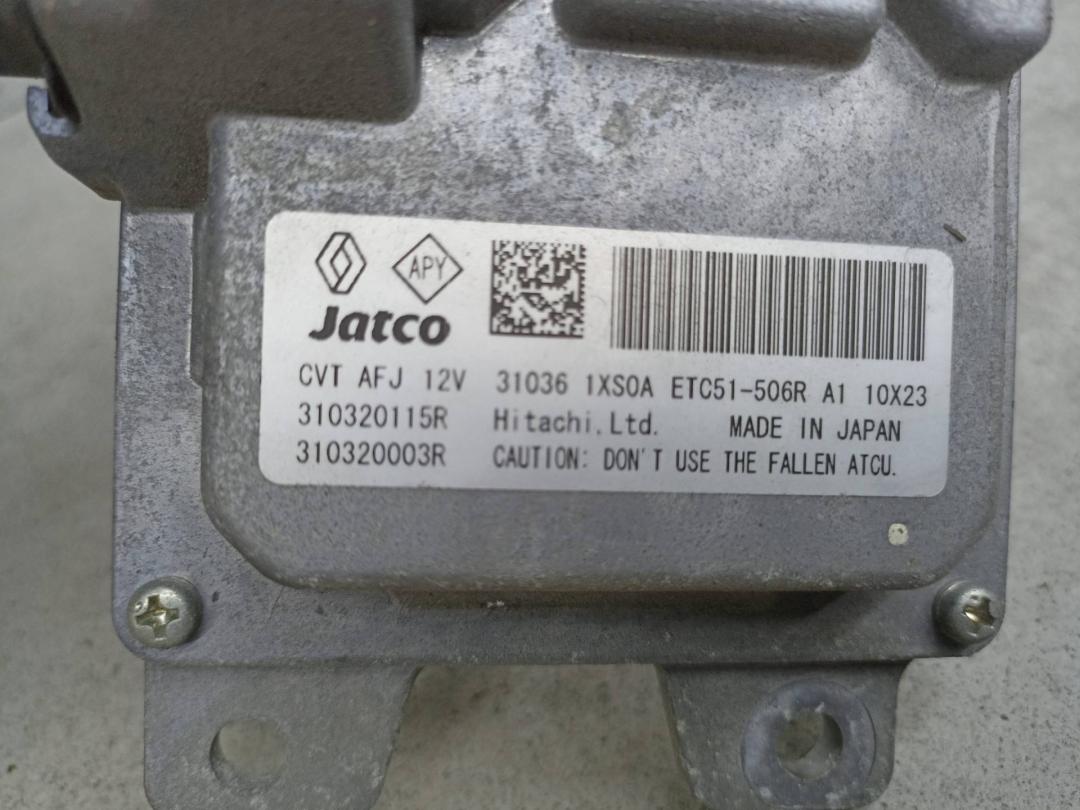 APY
Jatco
CVT AFJ 12V 31036 1XS0A ETC51-506R A1 10X23
310320115R Hitachi.Ltd. MADE IN JAPAN
310320003R CAUTION: DON'T USE THE FALLEN ATCU.